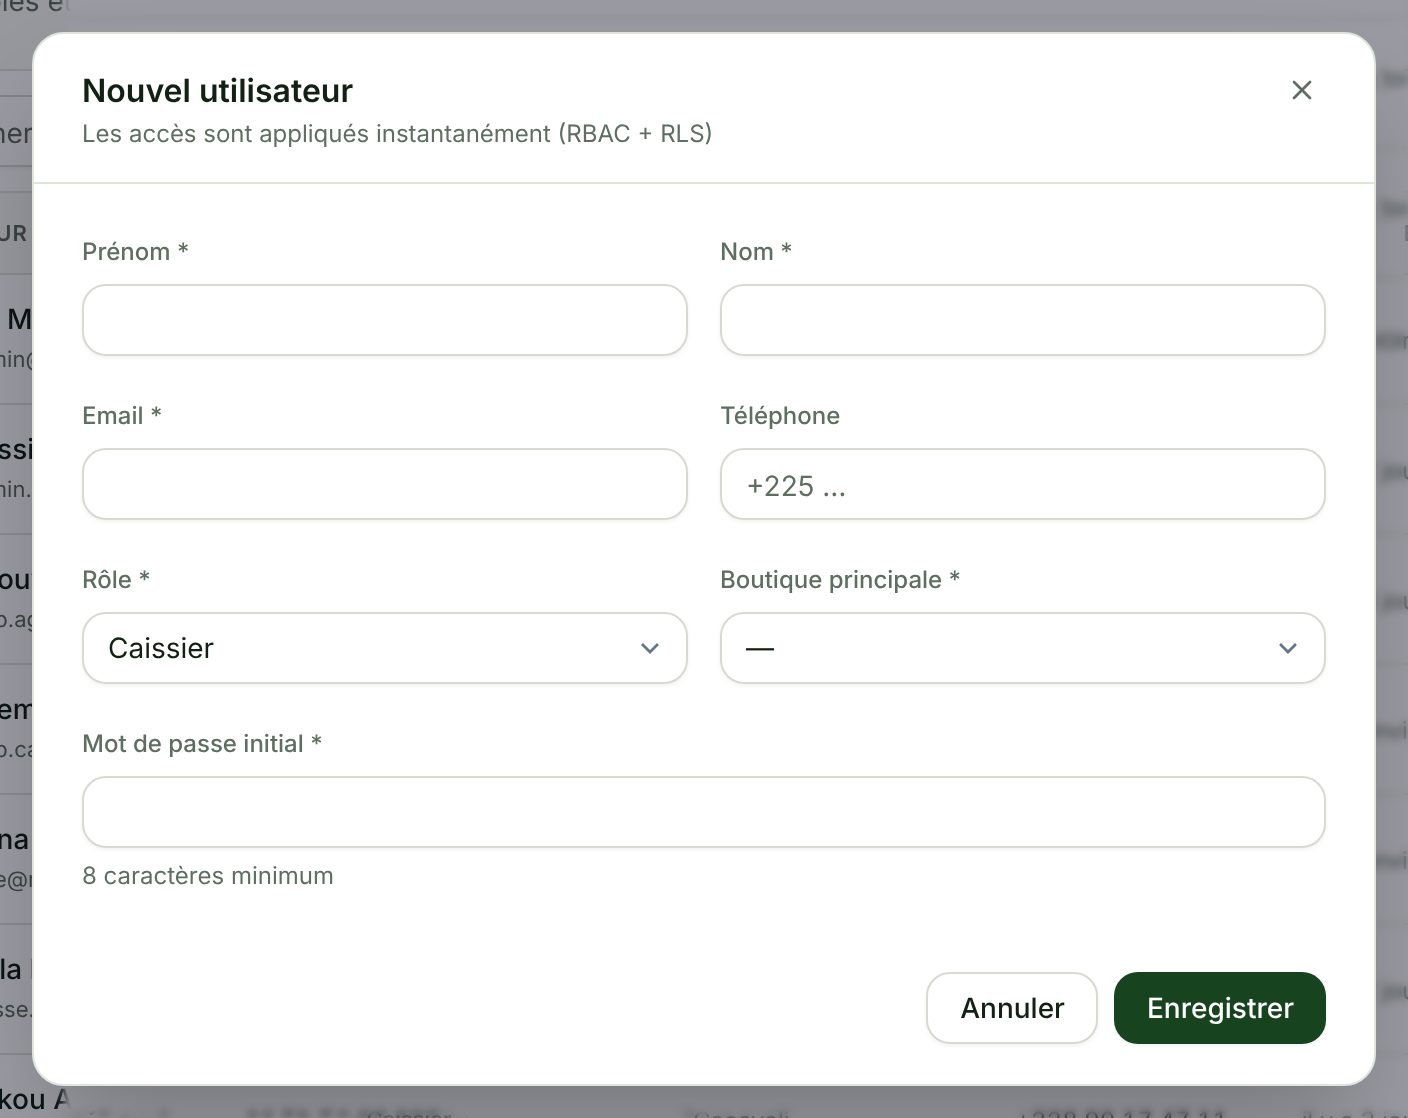 Nouvel utilisateur
Les accès sont appliqués instantanément (RBAC + RLS)
Prénom *
Nom *
Email *
Téléphone
+225 ...
Rôle *
Boutique principale *
Caissier
—
Mot de passe initial *
8 caractères minimum
Annuler
Enregistrer